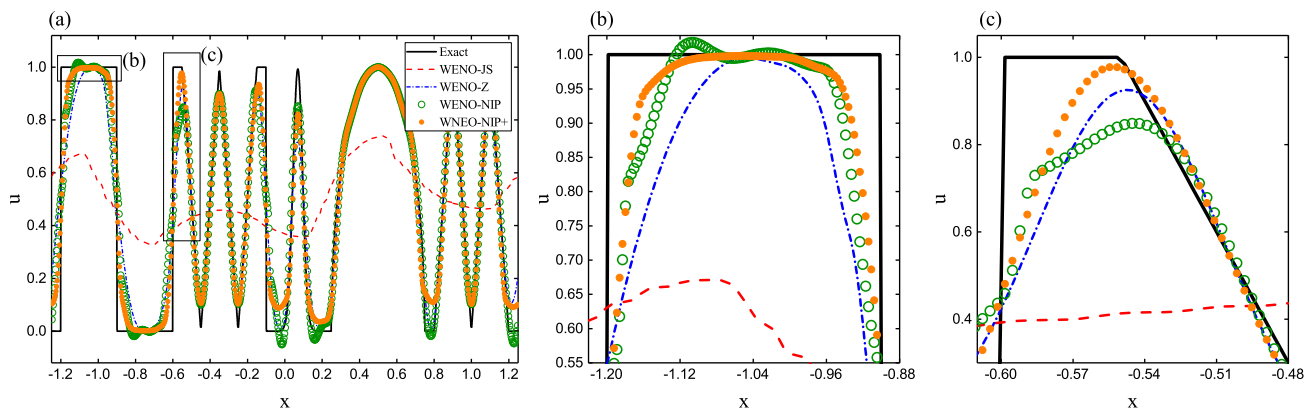 (a)
(b)
(c)
Exact
WENO-JS
WENO-Z
WENO-NIP
WNEO-NIP+
1.0
0.8
0.6
0.4
0.2
0.0
u
-1.2 -1.0 -0.8 -0.6 -0.4 -0.2 0.0 0.2 0.4 0.6 0.8 1.0 1.2
x
(b)
1.00
0.95
0.90
0.85
0.80
0.75
0.70
0.65
0.60
0.55
u
-1.20 -1.12 -1.04 -0.96 -0.88
x
(c)
1.0
0.8
0.6
0.4
u
-0.60 -0.57 -0.54 -0.51 -0.48
x